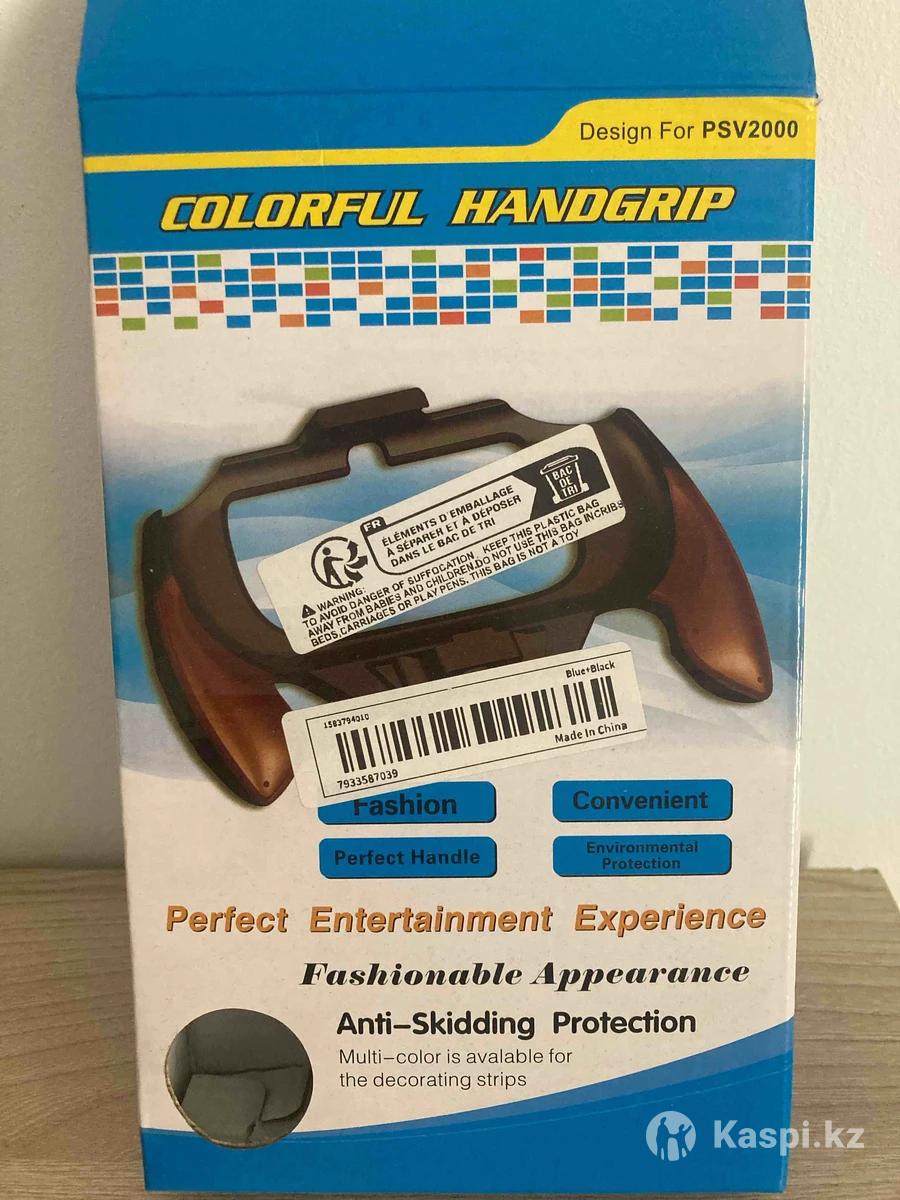 Design For PSV2000
COLORFUL HANDGRIP
FR
ÉLÉMENTS D'EMBALLAGE
À SÉPARER ET À DÉPOSER
DANS LE BAC DE TRI
BAC
DE
TRI
WARNING:
TO AVOID DANGER OF SUFFOCATION, KEEP THIS PLASTIC BAG
AWAY FROM BABIES AND CHILDREN.DO NOT USE THIS BAG INCRIBS
BEDS,CARRIAGES OR PLAYPENS. THIS BAG IS NOT A TOY
Blue+Black
1583794010
7933587039
Made In China
Fashion
Convenient
Perfect Handle
Environmental
Protection
Perfect Entertainment Experience
Fashionable Appearance
Anti-Skidding Protection
Multi-color is avalable for
the decorating strips
Kaspi.kz